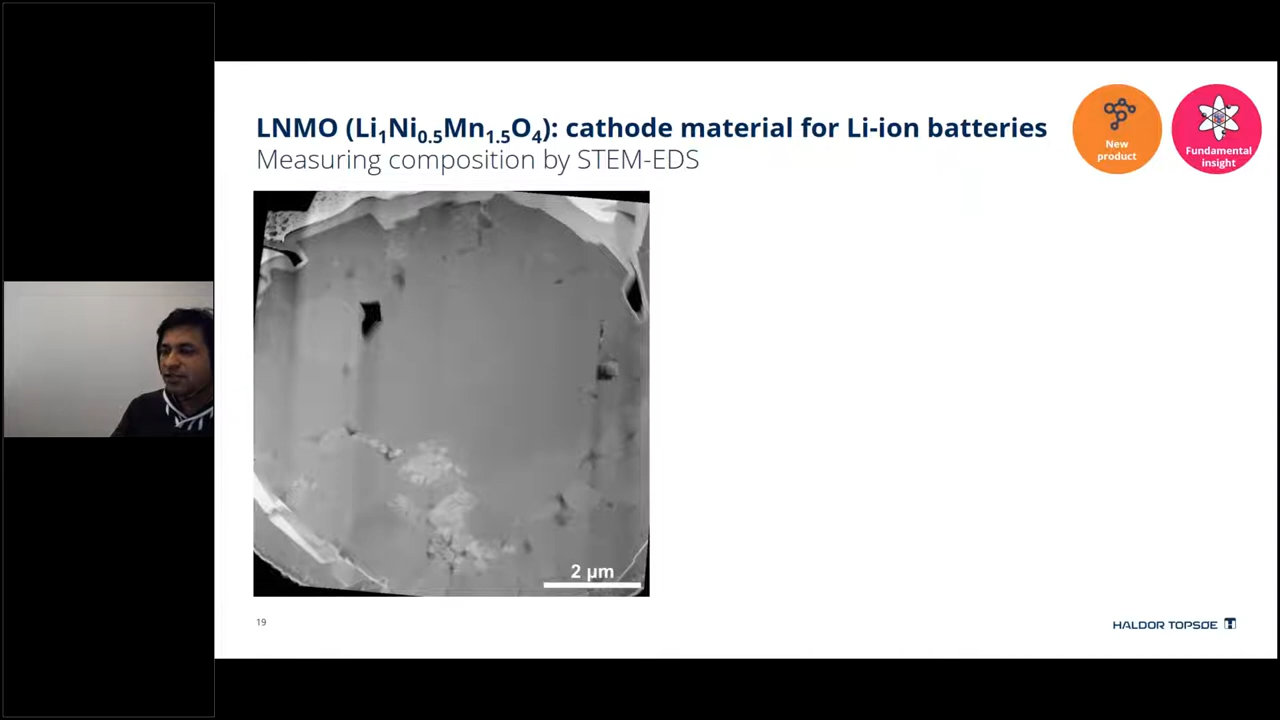 LNMO (Li₁Ni₀.₅Mn₁.₅O₄): cathode material for Li-ion batteries
Measuring composition by STEM-EDS
New
product
Fundamental
insight
2 µm
19
HALDOR TOPSØE